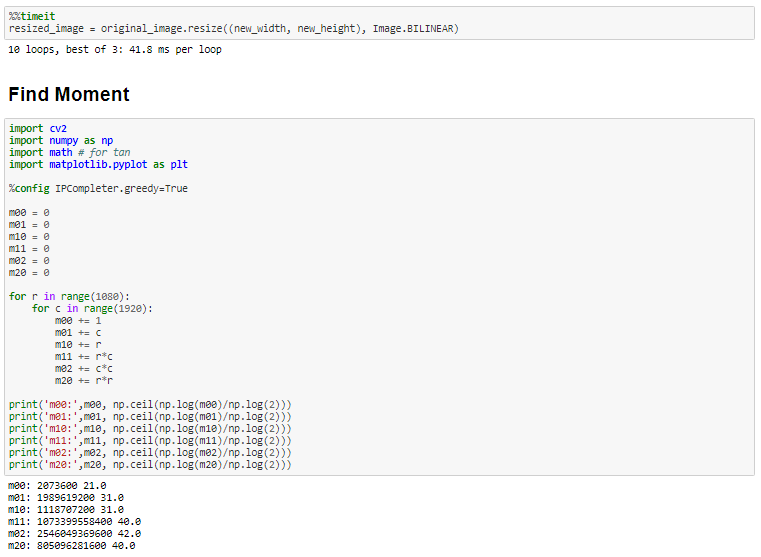 %%timeit
resized_image = original_image.resize((new_width, new_height), Image.BILINEAR)
10 loops, best of 3: 41.8 ms per loop
Find Moment
import cv2
import numpy as np
import math # for tan
import matplotlib.pyplot as plt
%config IPCompleter.greedy=True
m00 = 0
m01 = 0
m10 = 0
m11 = 0
m02 = 0
m20 = 0
for r in range(1080):
    for c in range(1920):
        m00 += 1
        m01 += c
        m10 += r
        m11 += r*c
        m02 += c*c
        m20 += r*r
print('m00:',m00, np.ceil(np.log(m00)/np.log(2)))
print('m01:',m01, np.ceil(np.log(m01)/np.log(2)))
print('m10:',m10, np.ceil(np.log(m10)/np.log(2)))
print('m11:',m11, np.ceil(np.log(m11)/np.log(2)))
print('m02:',m02, np.ceil(np.log(m02)/np.log(2)))
print('m20:',m20, np.ceil(np.log(m20)/np.log(2)))
m00: 2073600 21.0
m01: 1989619200 31.0
m10: 1118707200 31.0
m11: 1073399558400 40.0
m02: 2546049369600 42.0
m20: 805096281600 40.0